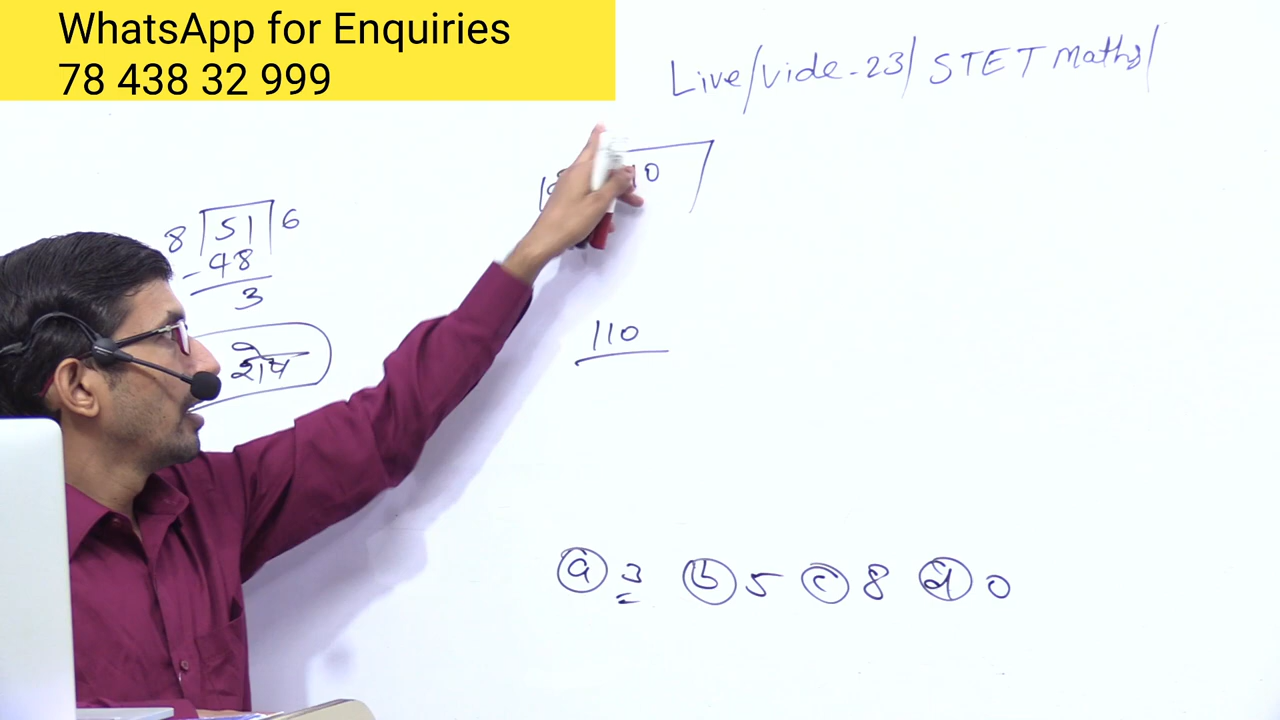 WhatsApp for Enquiries
78 438 32 999
Live/Vide-23/ STET Maths/
10
8 51 6
-48
3
शेष
110
(a) 3 (b) 5 (c) 8 (d) 0